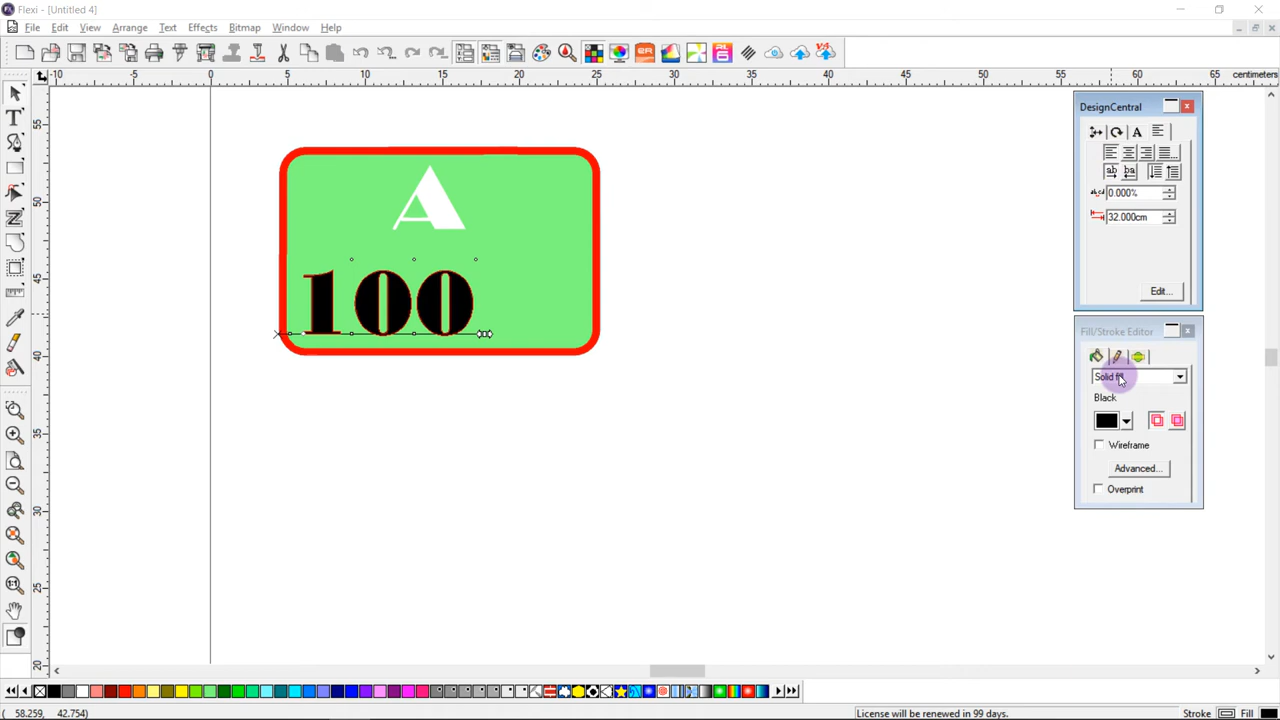 Flexi - [Untitled 4]
File Edit View Arrange Text Effects Bitmap Window Help
-10 -5 0 5 10 15 20 25 30 35 40 45 50 55 60 65 centimeters
55
50
45
40
35
30
25
20
A
100
DesignCentral
0.000%
32.000cm
Edit...
Fill/Stroke Editor
Solid fill
Black
Wireframe
Advanced...
Overprint
( 58.259, 42.754)
License will be renewed in 99 days.
Stroke
Fill